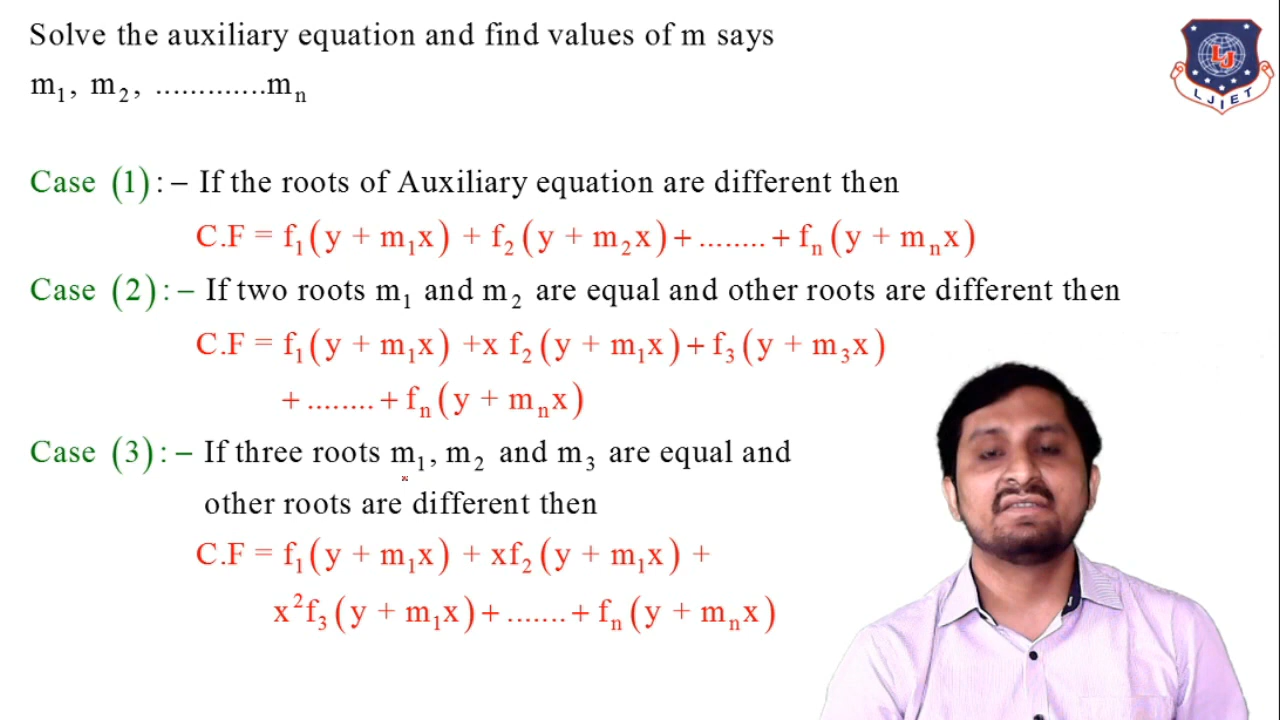 Solve the auxiliary equation and find values of m says
m₁, m₂, .............mₙ
LJ
LJIET
Case (1):– If the roots of Auxiliary equation are different then
C.F = f₁(y + m₁x) + f₂(y + m₂x)+ ........ + fₙ(y + mₙx)
Case (2):– If two roots m₁ and m₂ are equal and other roots are different then
C.F = f₁(y + m₁x) +x f₂(y + m₁x)+ f₃(y + m₃x)
+ ........ + fₙ(y + mₙx)
Case (3):– If three roots m₁, m₂ and m₃ are equal and
other roots are different then
C.F = f₁(y + m₁x) + xf₂(y + m₁x) +
x²f₃(y + m₁x)+ ....... + fₙ(y + mₙx)